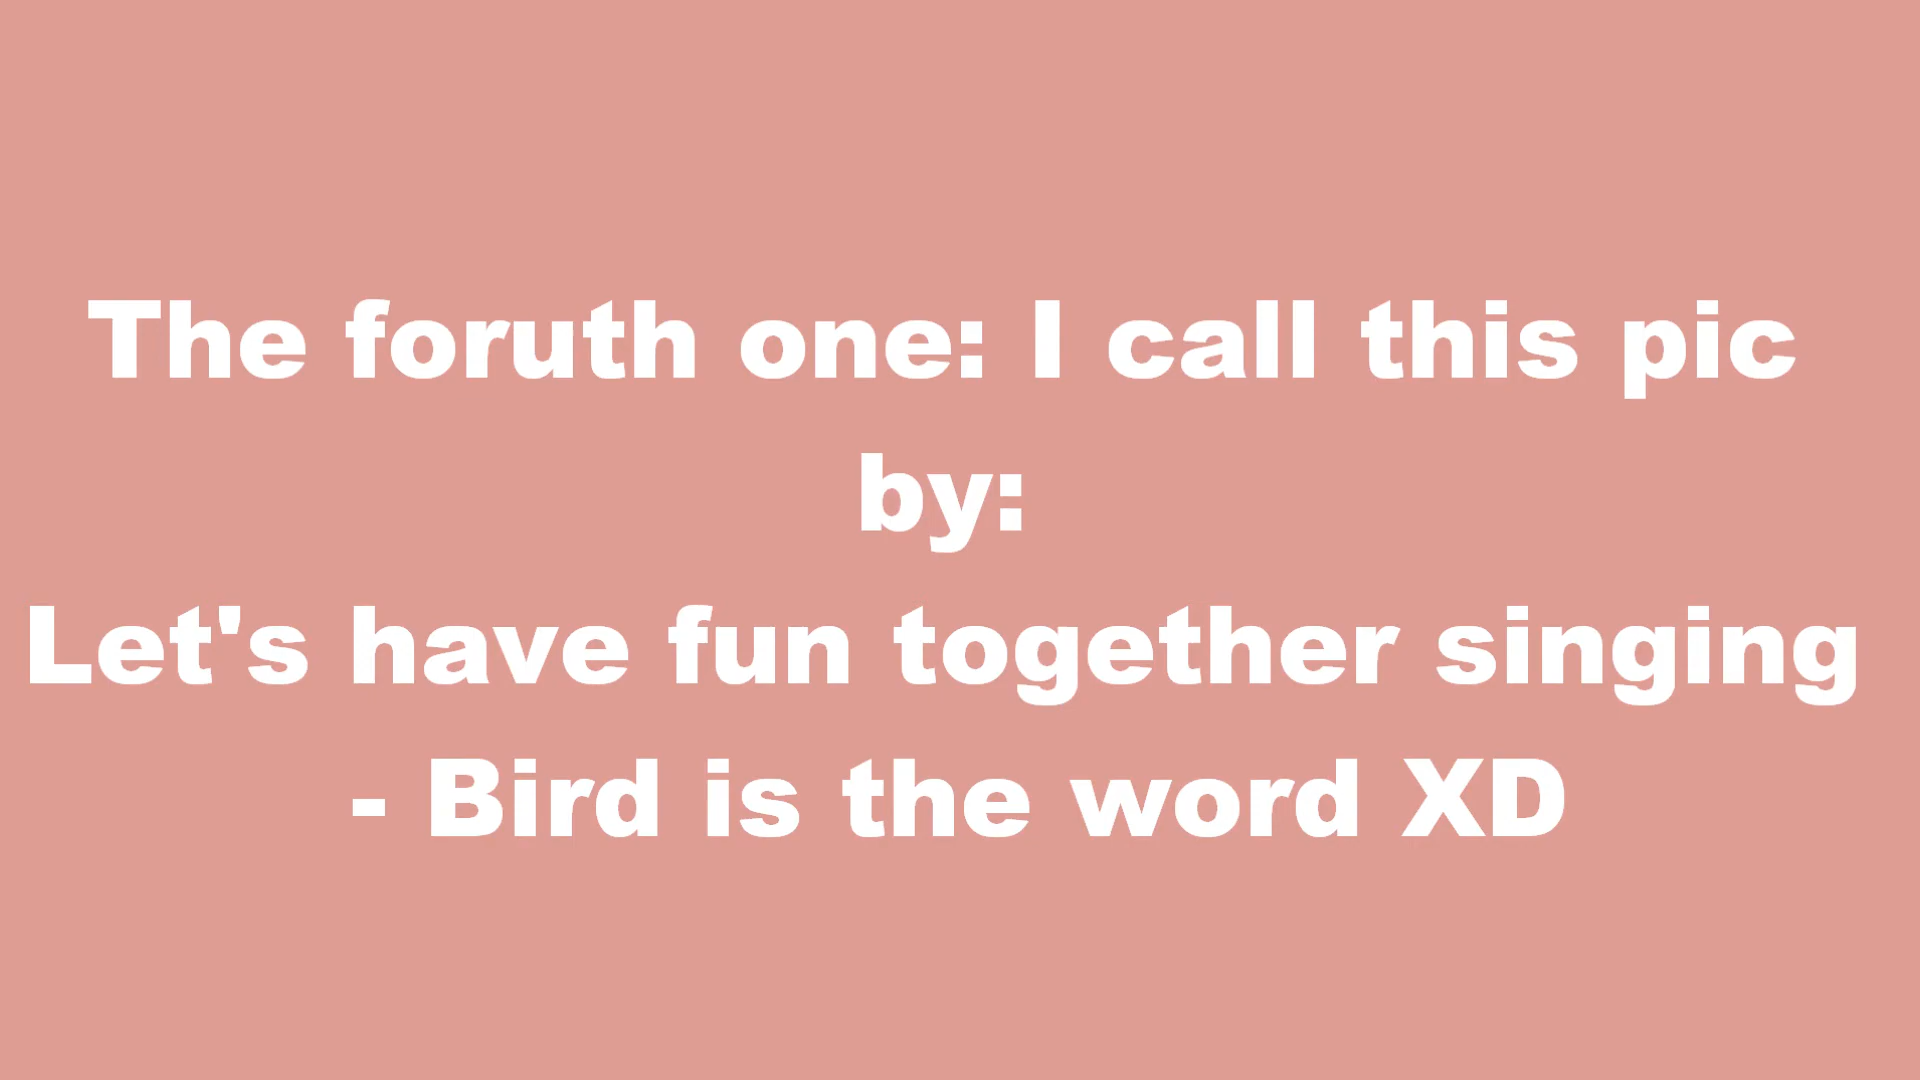 The foruth one: I call this pic
by:
Let's have fun together singing
- Bird is the word XD